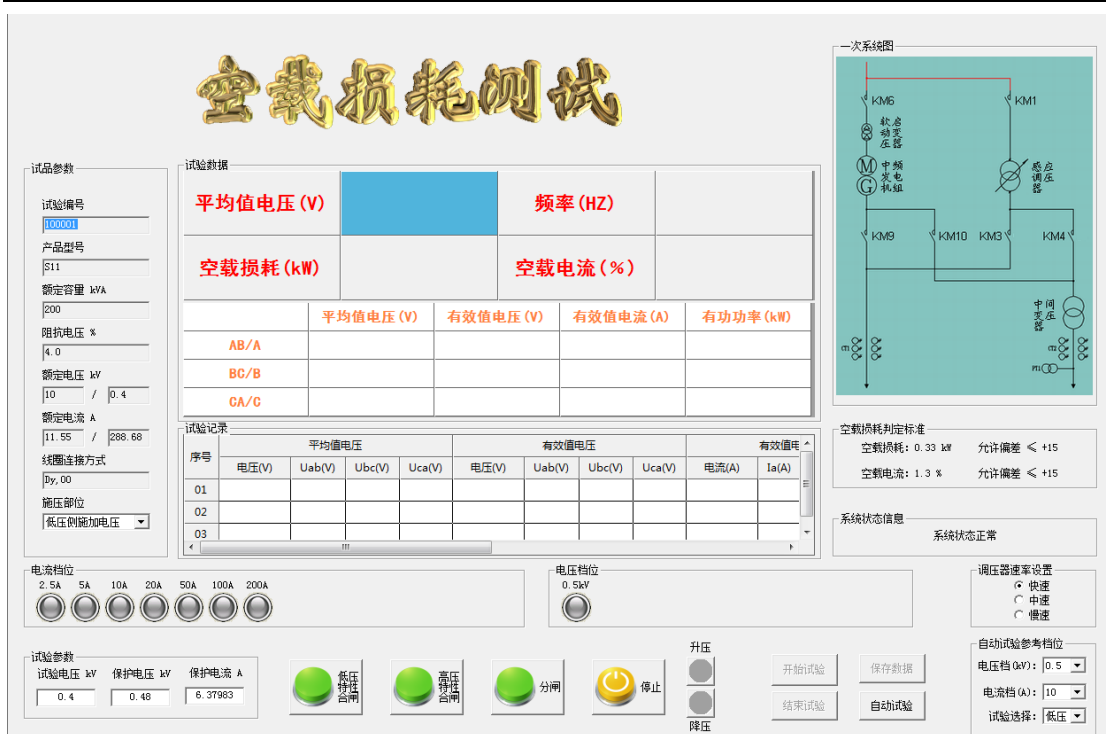 空载损耗测试
试品参数
试验编号
100001
产品型号
S11
额定容量 kVA
200
阻抗电压 %
4.0
额定电压 kV
10 / 0.4
额定电流 A
11.55 / 288.68
线圈连接方式
Dy,00
施压部位
低压侧施加电压
试验数据
平均值电压(V) 频率(HZ)
空载损耗(kW) 空载电流(%)
平均值电压(V) 有效值电压(V) 有效值电流(A) 有功功率(kW)
AB/A
BC/B
CA/C
试验记录
序号 平均值电压 有效值电压 有效值电
电压(V) Uab(V) Ubc(V) Uca(V) 电压(V) Uab(V) Ubc(V) Uca(V) 电流(A) Ia(A)
01
02
03
一次系统图
KM6 KM1
软启动变压器
M 中频发电机组
G
感应调压器
KM9 KM10 KM3 KM4
中间变压器
空载损耗判定标准
空载损耗: 0.33 kW 允许偏差 ≤ +15
空载电流: 1.3 % 允许偏差 ≤ +15
系统状态信息
系统状态正常
电流档位
2.5A 5A 10A 20A 50A 100A 200A
电压档位
0.5kV
调压器速率设置
快速
中速
慢速
试验参数
试验电压 kV 保护电压 kV 保护电流 A
0.4 0.48 6.37983
低压特性合闸
高压特性合闸
分闸
停止
升压
降压
开始试验 保存数据
结束试验 自动试验
自动试验参考档位
电压档(kV): 0.5
电流档(A): 10
试验选择: 低压